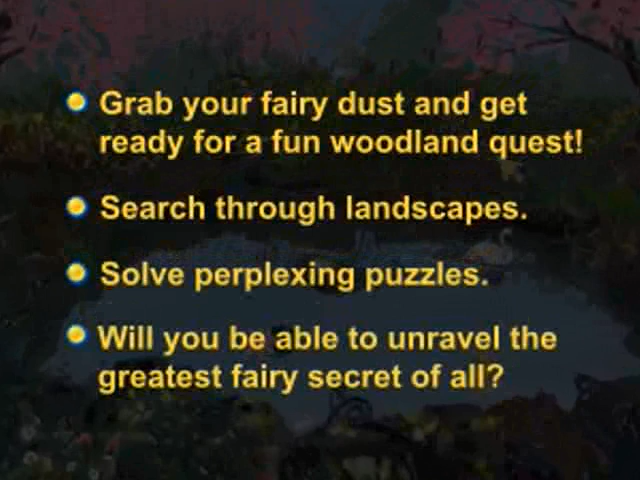 Grab your fairy dust and get
ready for a fun woodland quest!
Search through landscapes.
Solve perplexing puzzles.
Will you be able to unravel the
greatest fairy secret of all?